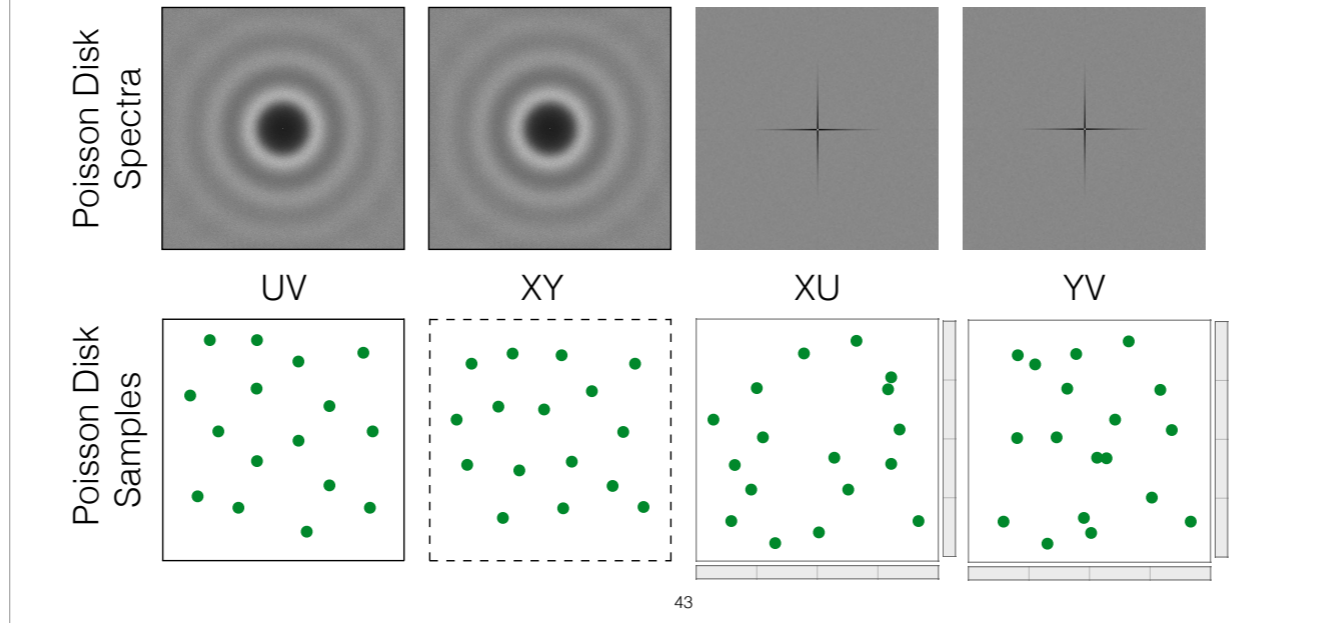 Poisson Disk
Spectra
UV
XY
XU
YV
Poisson Disk
Samples
43